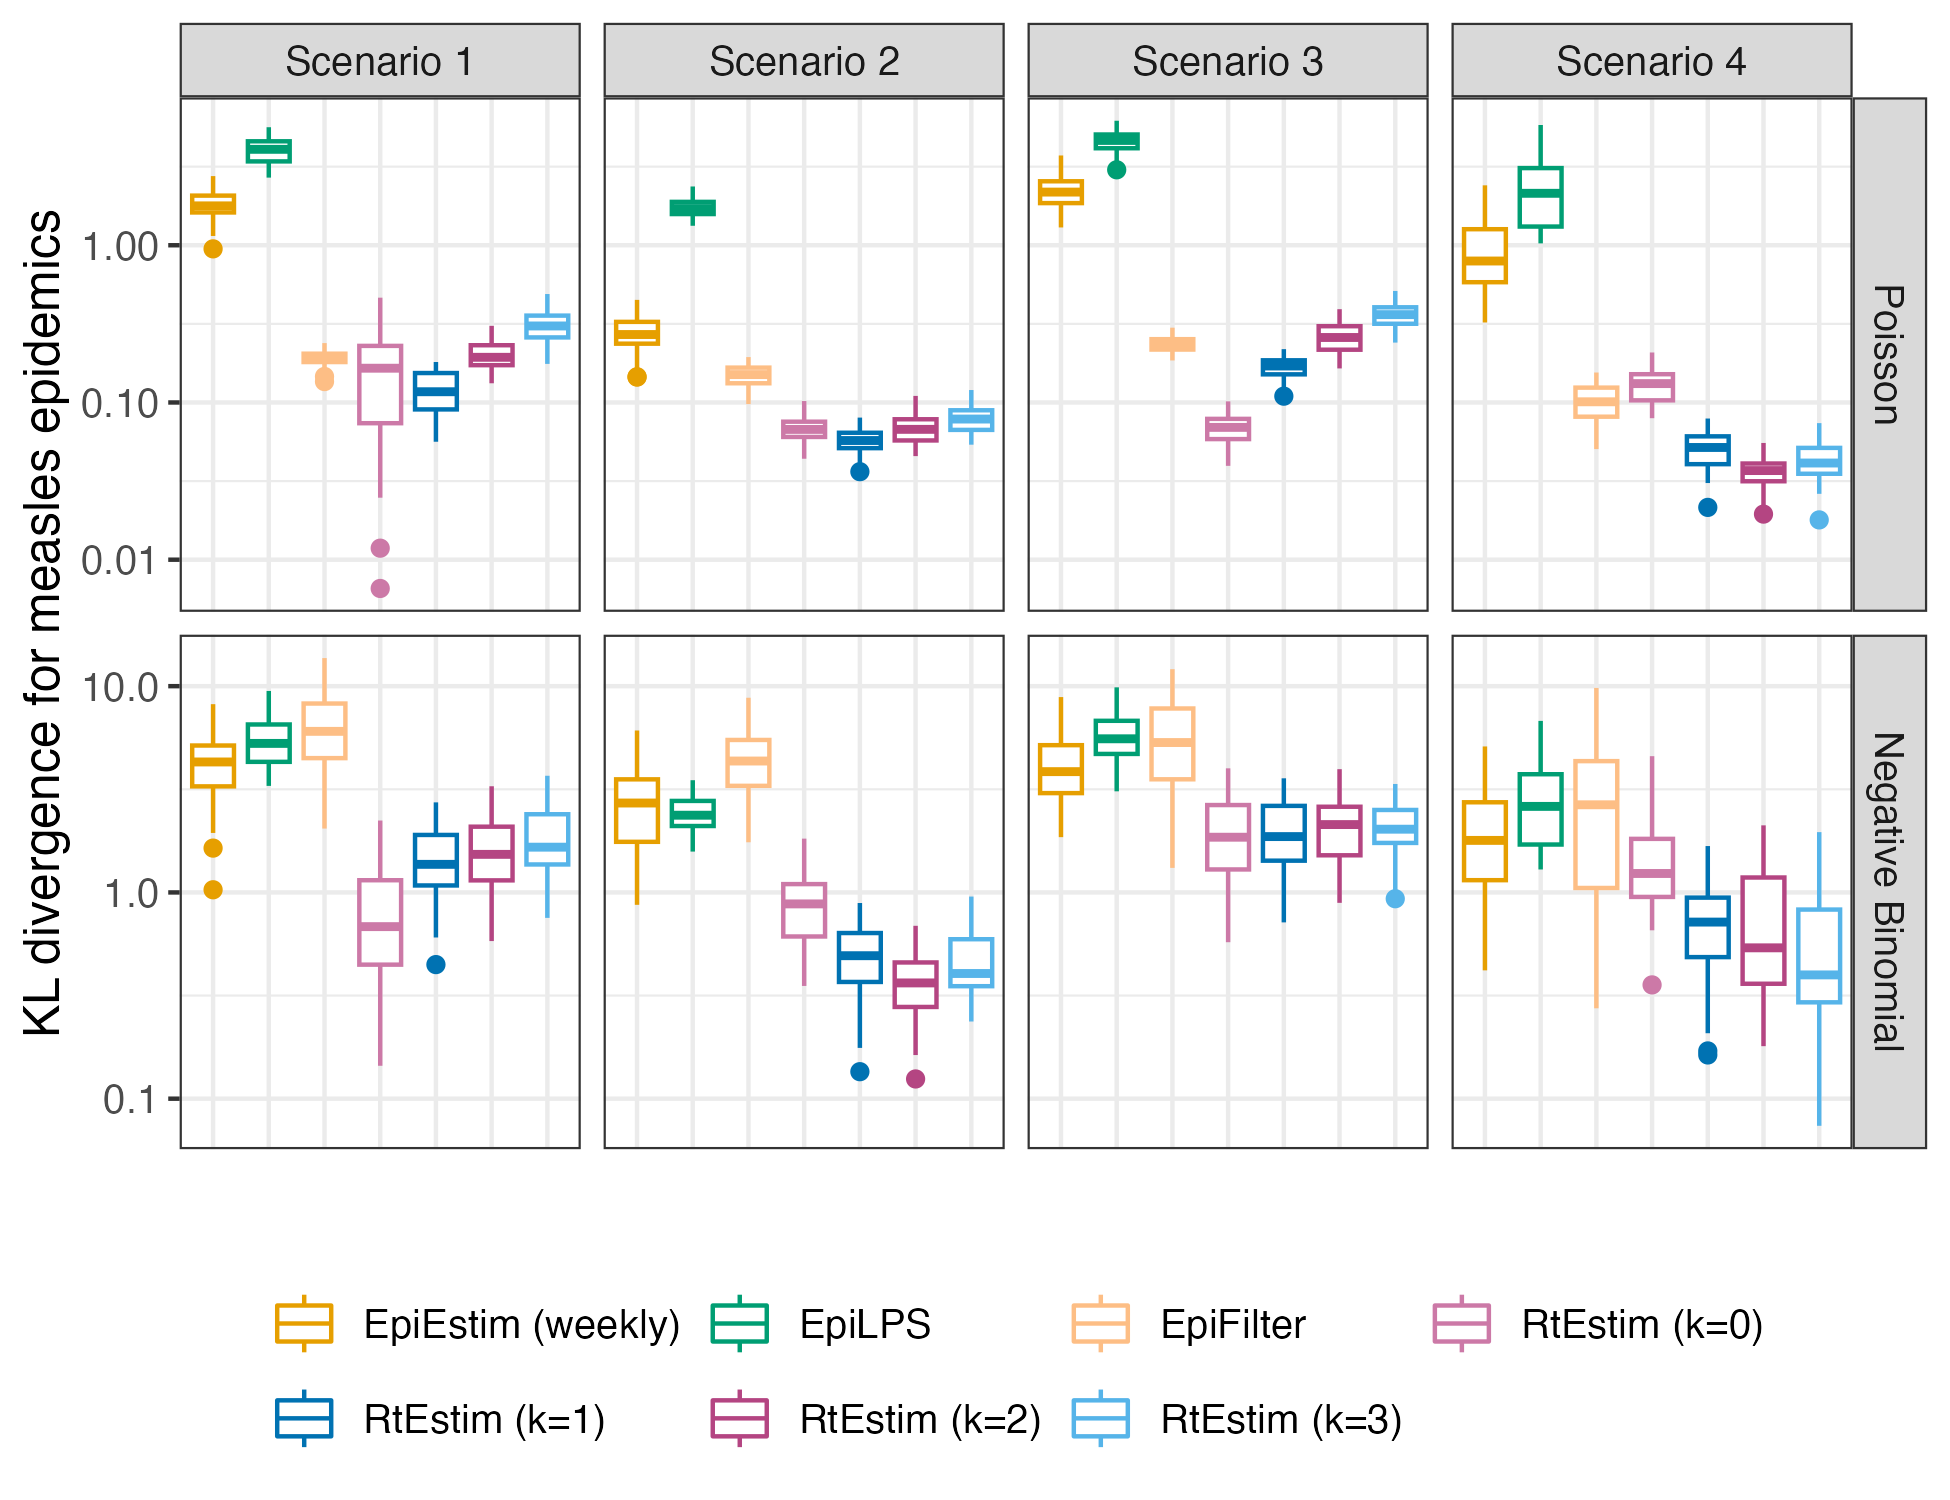 Scenario 1
Scenario 2
Scenario 3
Scenario 4
KL divergence for measles epidemics
1.00
0.10
0.01
Poisson
10.0
1.0
0.1
Negative Binomial
EpiEstim (weekly)
EpiLPS
EpiFilter
RtEstim (k=0)
RtEstim (k=1)
RtEstim (k=2)
RtEstim (k=3)